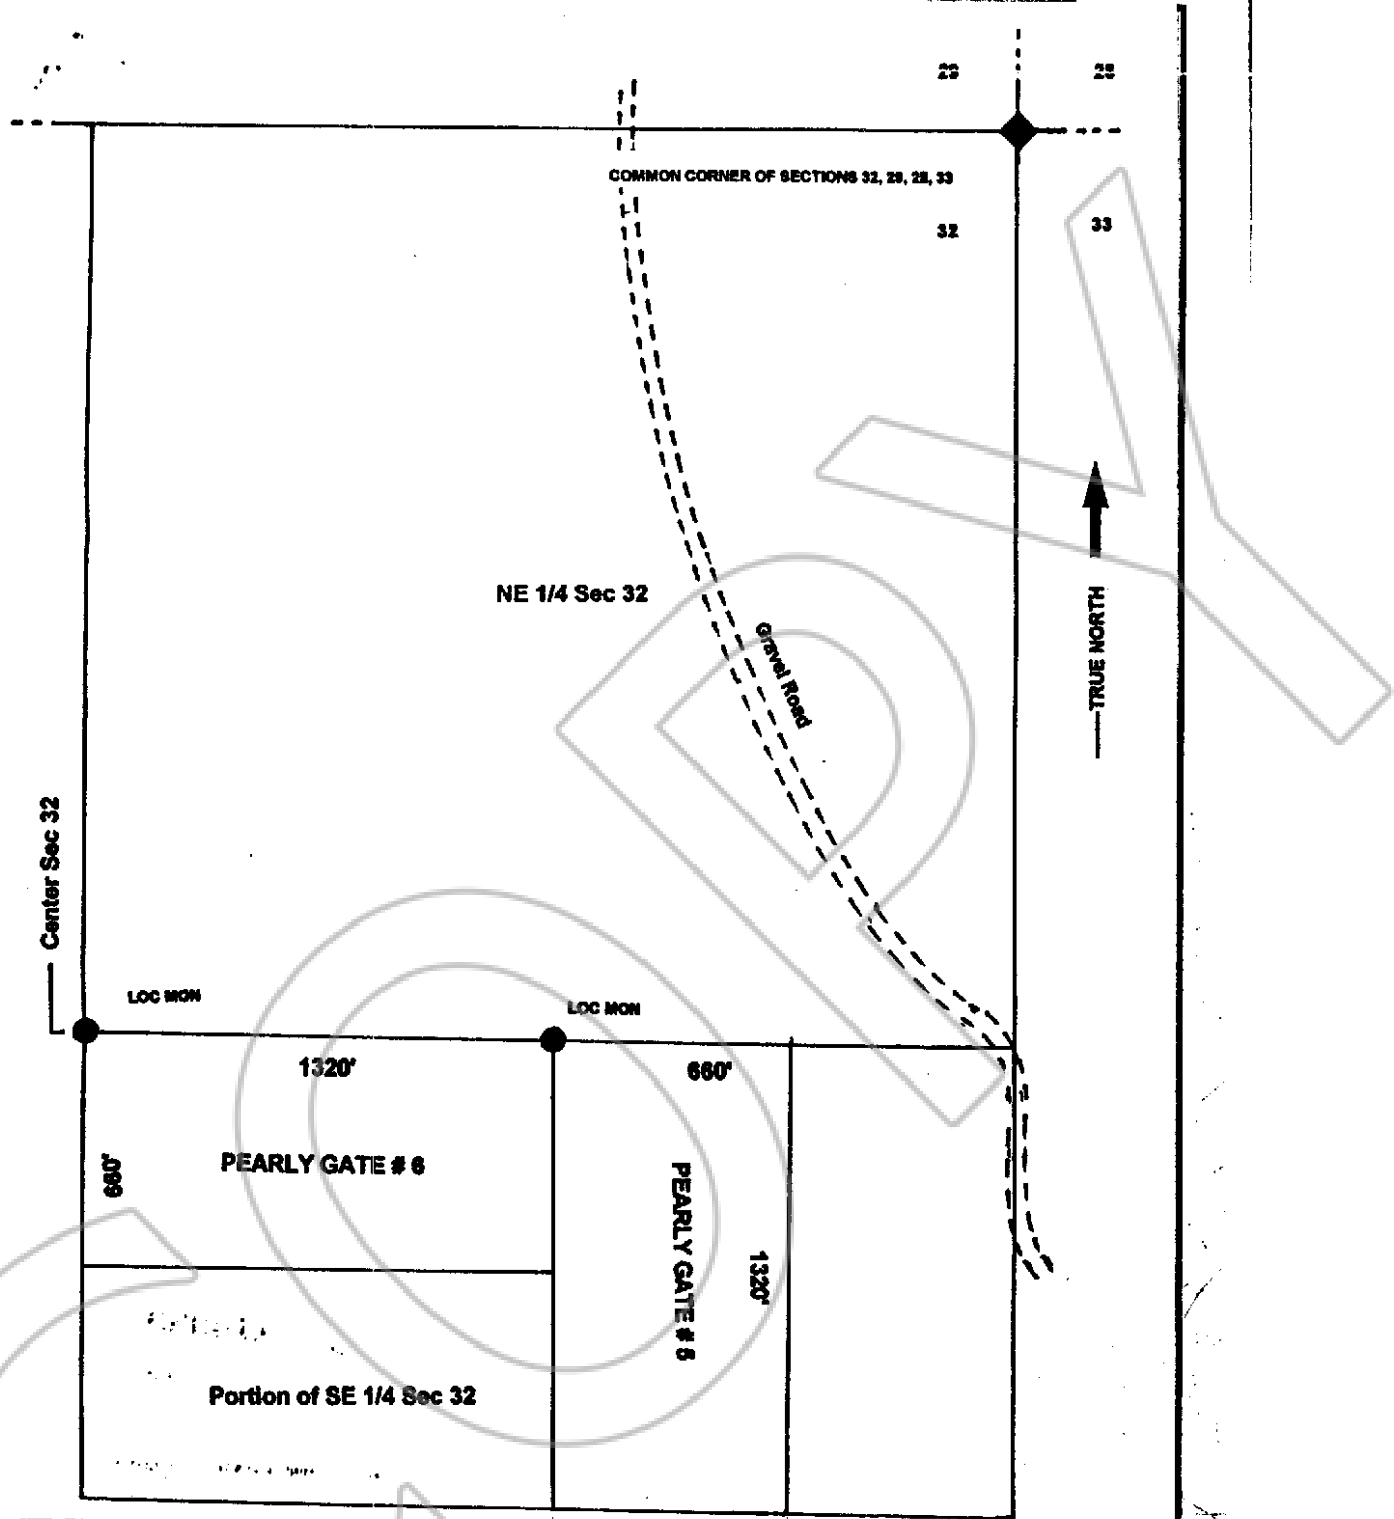 29
28
COMMON CORNER OF SECTIONS 32, 29, 28, 33
32
33
NE 1/4 Sec 32
Gravel Road
TRUE NORTH
Center Sec 32
LOC MON
LOC MON
1320'
660'
660'
PEARLY GATE # 6
PEARLY GATE # 5
1320'
Portion of SE 1/4 Sec 32
COPY